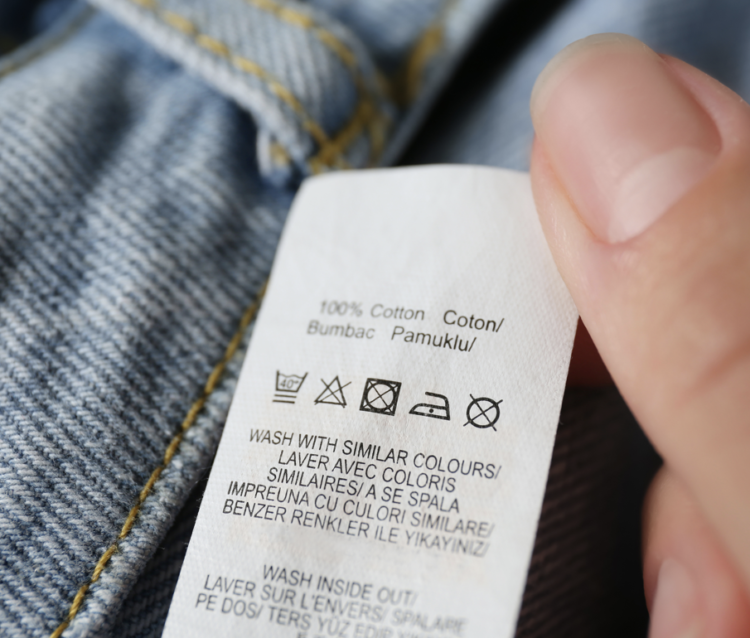 100% Cotton Coton/
Bumbac Pamuklu/
40°
WASH WITH SIMILAR COLOURS/
LAVER AVEC COLORIS
SIMILAIRES/ A SE SPALA
IMPREUNA CU CULORI SIMILARE/
BENZER RENKLER İLE YIKAYINIZ/
WASH INSIDE OUT/
LAVER SUR L'ENVERS/ SPALARE
PE DOS/ TERS YÜZ